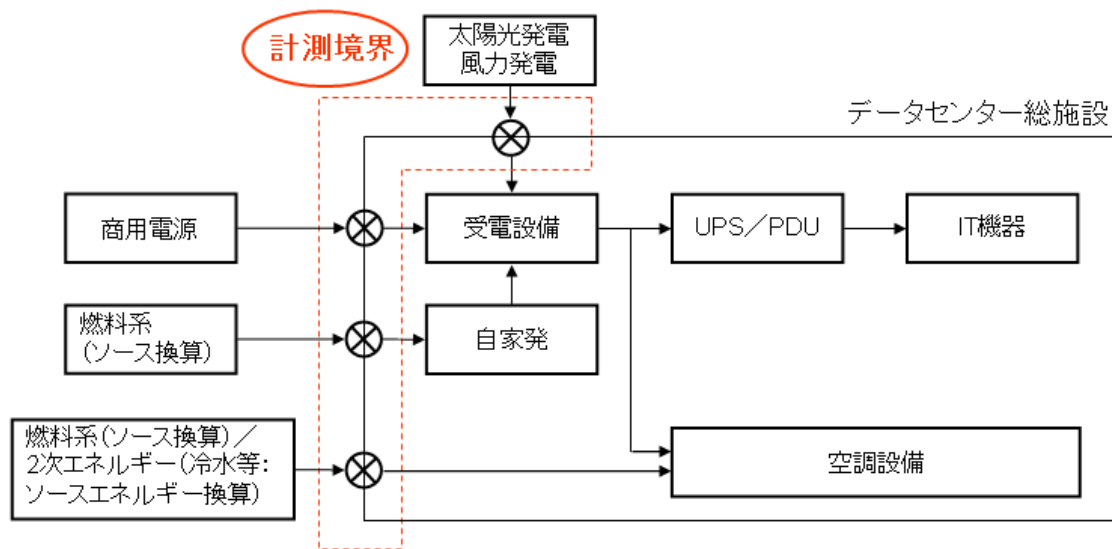 計測境界
太陽光発電
風力発電
データセンター総施設
商用電源
受電設備
UPS／PDU
IT機器
燃料系
(ソース換算)
自家発
燃料系(ソース換算)／
2次エネルギー(冷水等:
ソースエネルギー換算)
空調設備